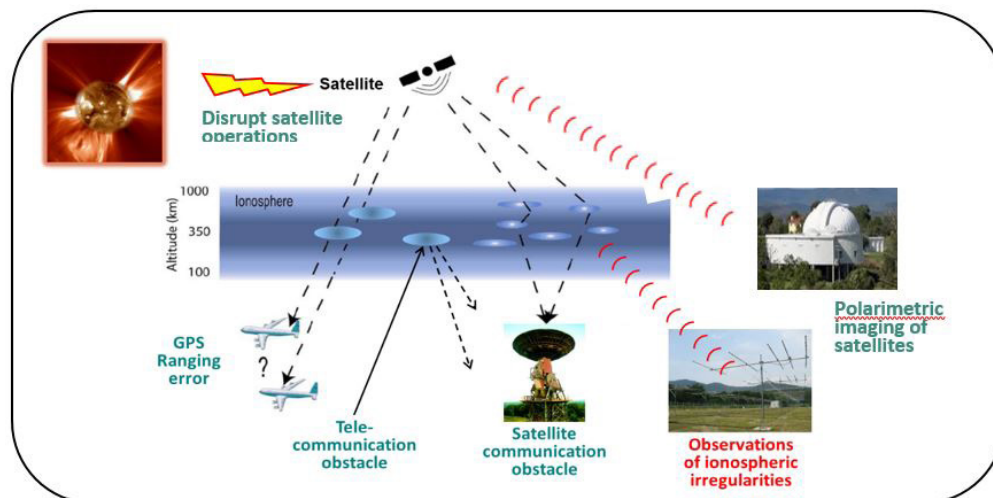 Satellite
Disrupt satellite
operations
1000
Ionosphere
350
100
Altitude (km)
GPS
Ranging
error
?
Tele-
communication
obstacle
Satellite
communication
obstacle
Observations
of ionospheric
irregularities
Polarimetric
imaging of
satellites